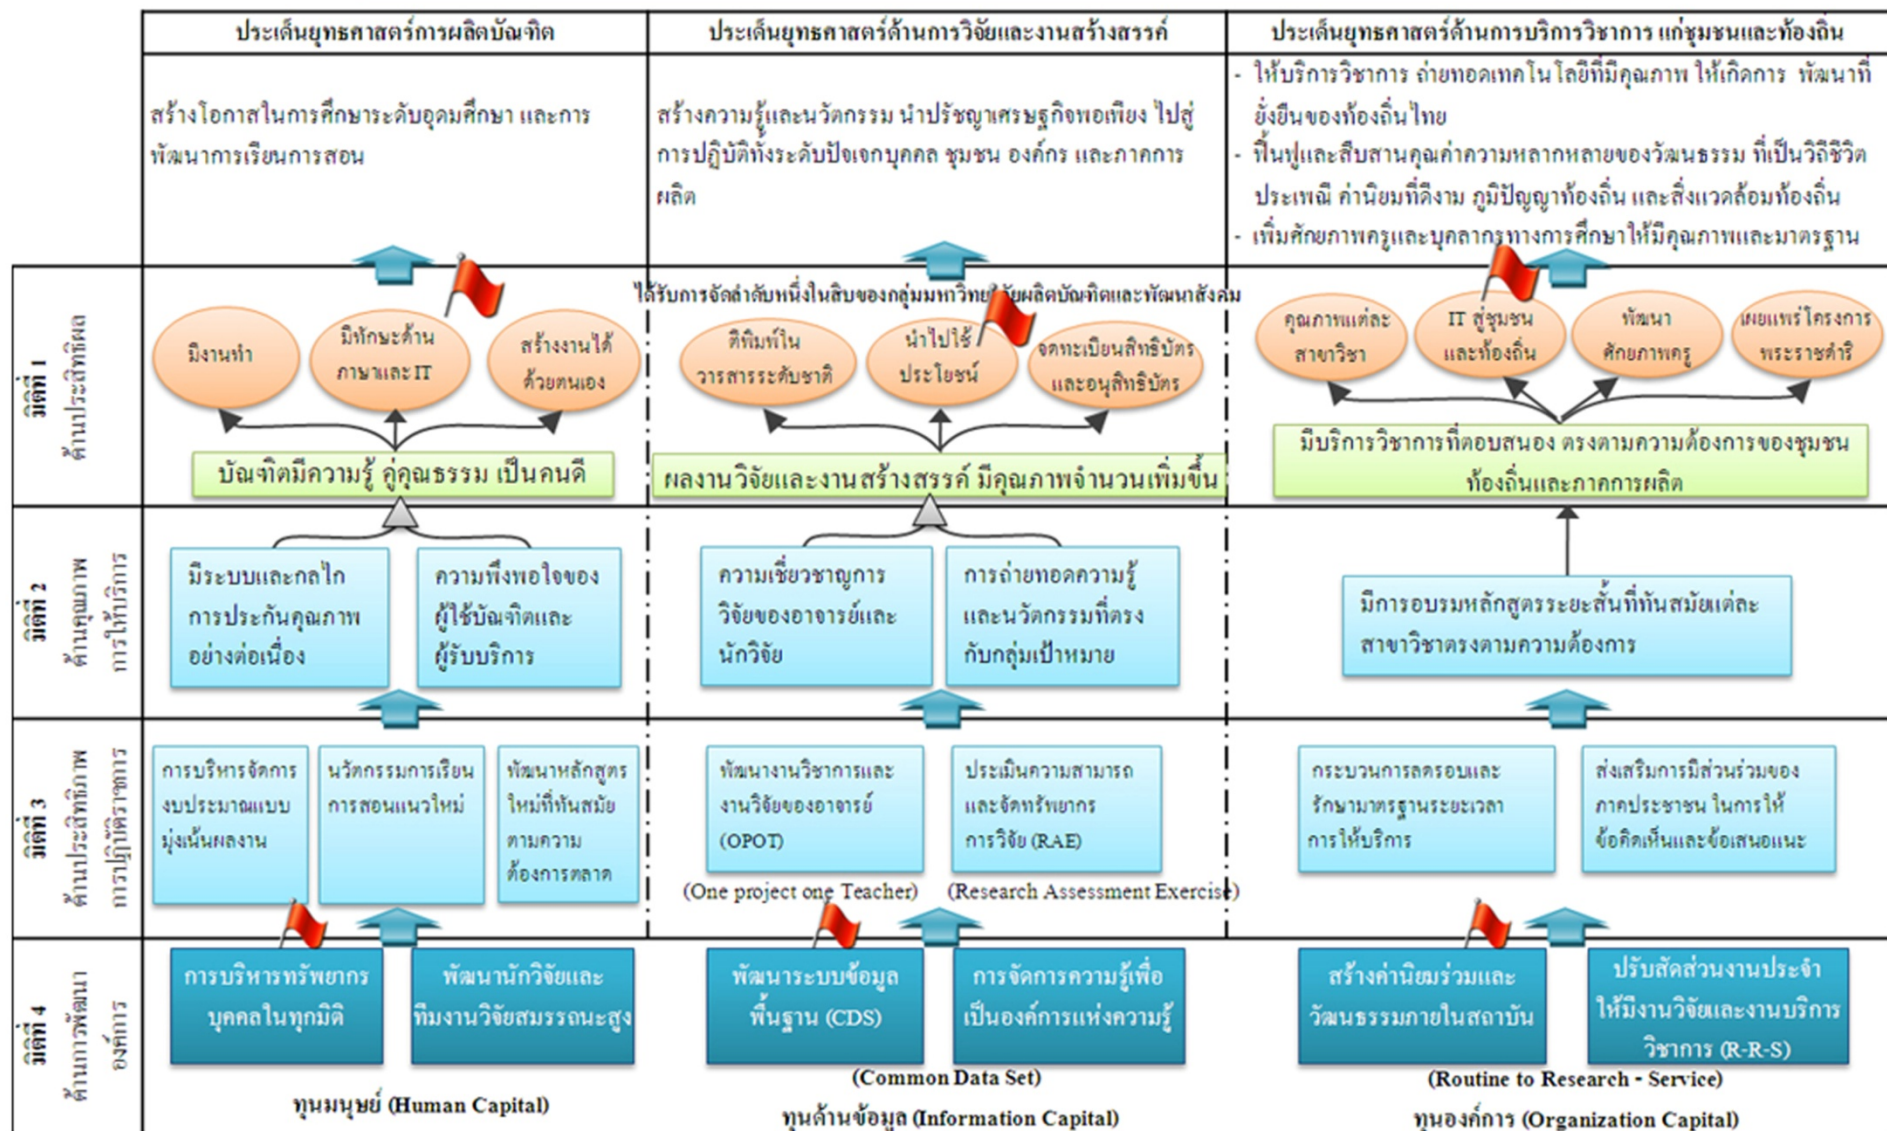 ประเด็นยุทธศาสตร์การผลิตบัณฑิต
ประเด็นยุทธศาสตร์ด้านการวิจัยและงานสร้างสรรค์
ประเด็นยุทธศาสตร์ด้านการบริการวิชาการ แก่ชุมชนและท้องถิ่น
สร้างโอกาสในการศึกษาระดับอุดมศึกษา และการ
พัฒนาการเรียนการสอน
สร้างความรู้และนวัตกรรม นำปรัชญาเศรษฐกิจพอเพียง ไปสู่
การปฏิบัติทั้งระดับปัจเจกบุคคล ชุมชน องค์กร และภาคการ
ผลิต
- ให้บริการวิชาการ ถ่ายทอดเทคโนโลยีที่มีคุณภาพ ให้เกิดการ พัฒนาที่
ยั่งยืนของท้องถิ่นไทย
- ฟื้นฟูและสืบสานคุณค่าความหลากหลายของวัฒนธรรม ที่เป็นวิถีชีวิต
ประเพณี ค่านิยมที่ดีงาม ภูมิปัญญาท้องถิ่น และสิ่งแวดล้อมท้องถิ่น
- เพิ่มศักยภาพครูและบุคลากรทางการศึกษาให้มีคุณภาพและมาตรฐาน
มิติที่ 1
ด้านประสิทธิผล
มีงานทำ
มีทักษะด้าน
ภาษาและ IT
สร้างงานได้
ด้วยตนเอง
บัณฑิตมีความรู้ คู่คุณธรรม เป็นคนดี
ได้รับการจัดลำดับหนึ่งในสิบของกลุ่มมหาวิทยาลัยผลิตบัณฑิตและพัฒนาสังคม
ตีพิมพ์ใน
วารสารระดับชาติ
นำไปใช้
ประโยชน์
จดทะเบียนสิทธิบัตร
และอนุสิทธิบัตร
ผลงานวิจัยและงานสร้างสรรค์ มีคุณภาพจำนวนเพิ่มขึ้น
คุณภาพแต่ละ
สาขาวิชา
IT สู่ชุมชน
และท้องถิ่น
พัฒนา
ศักยภาพครู
เผยแพร่โครงการ
พระราชดำริ
มีบริการวิชาการที่ตอบสนอง ตรงตามความต้องการของชุมชน
ท้องถิ่นและภาคการผลิต
มิติที่ 2
ด้านคุณภาพ
การให้บริการ
มีระบบและกลไก
การประกันคุณภาพ
อย่างต่อเนื่อง
ความพึงพอใจของ
ผู้ใช้บัณฑิตและ
ผู้รับบริการ
ความเชี่ยวชาญการ
วิจัยของอาจารย์และ
นักวิจัย
การถ่ายทอดความรู้
และนวัตกรรมที่ตรง
กับกลุ่มเป้าหมาย
มีการอบรมหลักสูตรระยะสั้นที่ทันสมัยแต่ละ
สาขาวิชาตรงตามความต้องการ
มิติที่ 3
ด้านประสิทธิภาพ
การปฏิบัติราชการ
การบริหารจัดการ
งบประมาณแบบ
มุ่งเน้นผลงาน
นวัตกรรมการเรียน
การสอนแนวใหม่
พัฒนาหลักสูตร
ใหม่ที่ทันสมัย
ตามความ
ต้องการตลาด
พัฒนางานวิชาการและ
งานวิจัยของอาจารย์
(OPOT)
(One project one Teacher)
ประเมินความสามารถ
และจัดทรัพยากร
การวิจัย (RAE)
(Research Assessment Exercise)
กระบวนการลดรอบและ
รักษามาตรฐานระยะเวลา
การให้บริการ
ส่งเสริมการมีส่วนร่วมของ
ภาคประชาชน ในการให้
ข้อคิดเห็นและข้อเสนอแนะ
มิติที่ 4
ด้านการพัฒนา
องค์การ
การบริหารทรัพยากร
บุคคลในทุกมิติ
พัฒนานักวิจัยและ
ทีมงานวิจัยสมรรถนะสูง
ทุนมนุษย์ (Human Capital)
พัฒนาระบบข้อมูล
พื้นฐาน (CDS)
การจัดการความรู้เพื่อ
เป็นองค์การแห่งความรู้
(Common Data Set)
ทุนด้านข้อมูล (Information Capital)
สร้างค่านิยมร่วมและ
วัฒนธรรมภายในสถาบัน
ปรับสัดส่วนงานประจำ
ให้มีงานวิจัยและงานบริการ
วิชาการ (R-R-S)
(Routine to Research - Service)
ทุนองค์การ (Organization Capital)